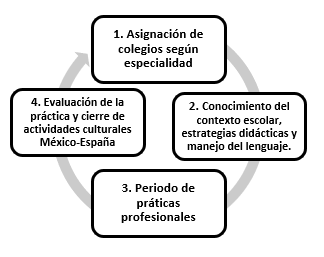 1. Asignación de
colegios según
especialidad
2. Conocimiento del
contexto escolar,
estrategias didácticas y
manejo del lenguaje.
3. Periodo de
práticas
profesionales
4. Evaluación de la
práctica y cierre de
actividades culturales
México-España